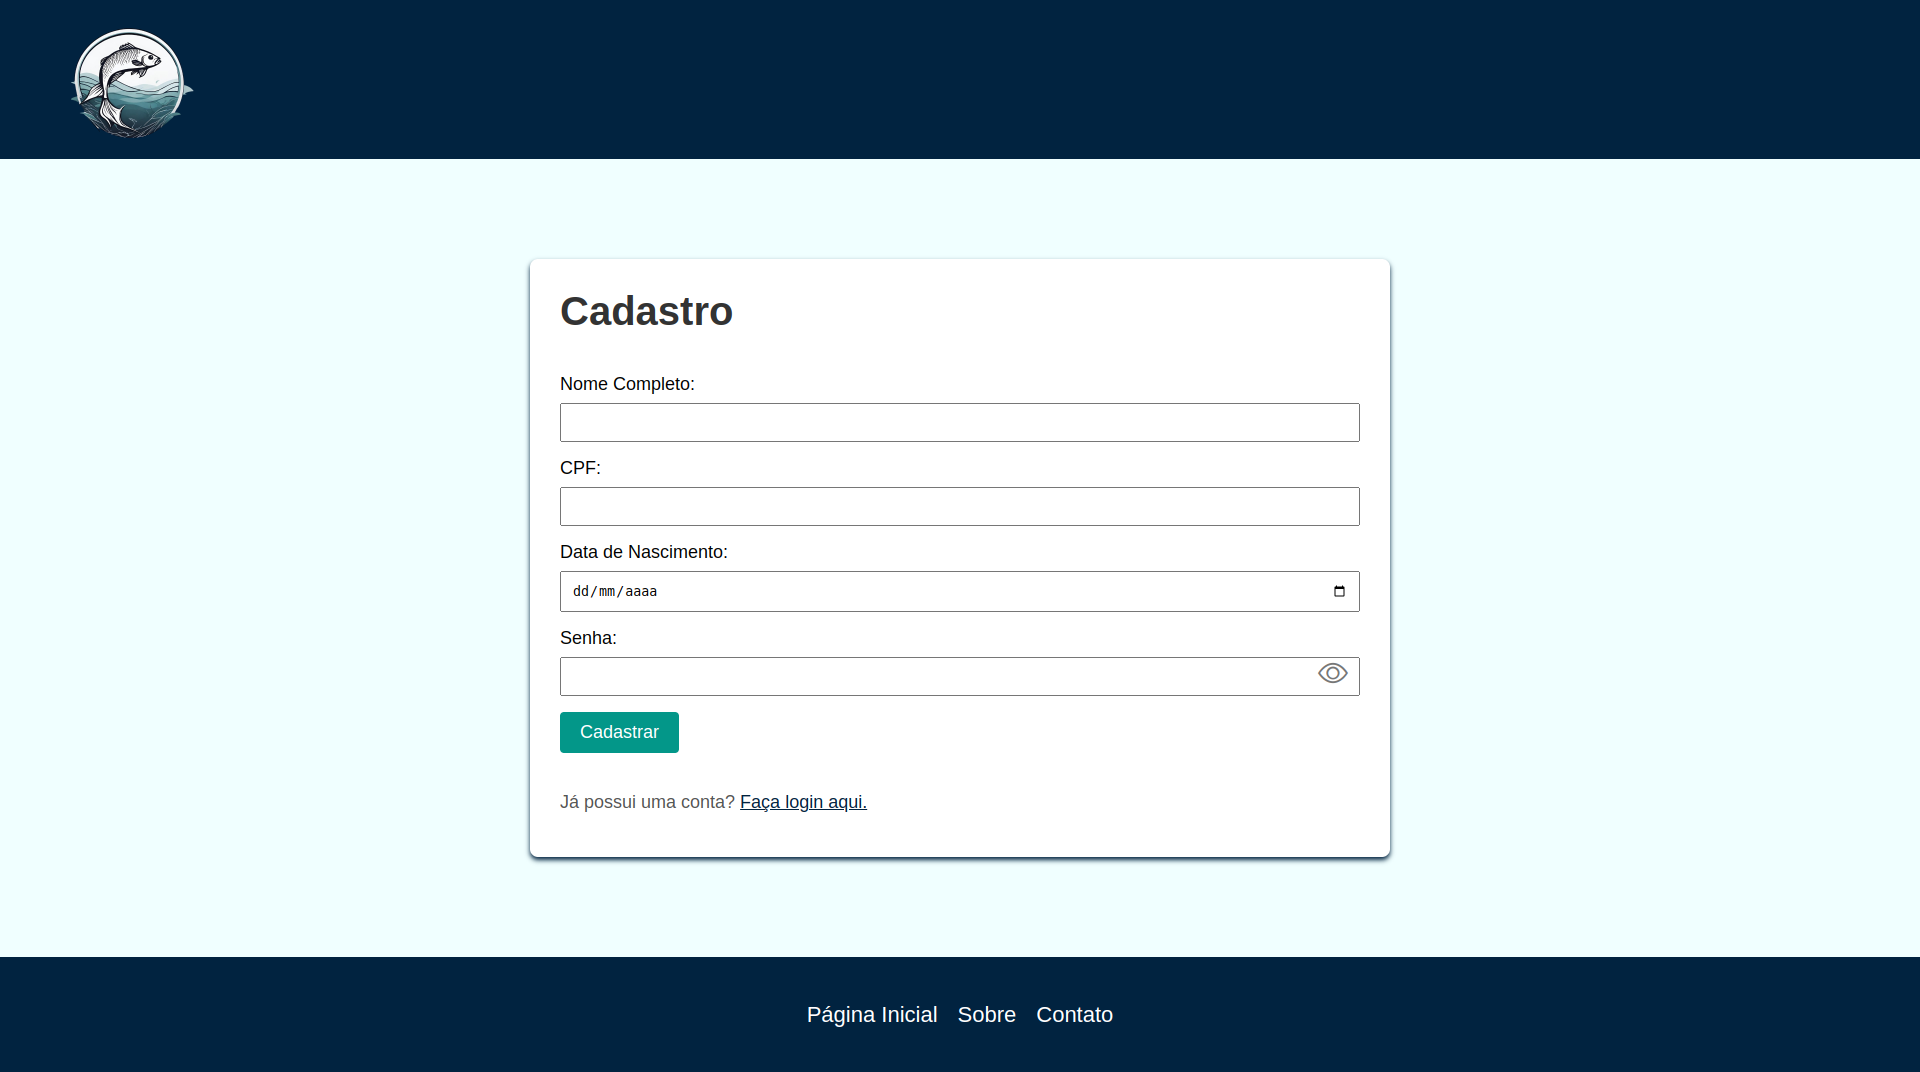 Cadastro
Nome Completo:
CPF:
Data de Nascimento:
dd/mm/aaaa
Senha:
Cadastrar
Já possui uma conta? Faça login aqui.
Página Inicial Sobre Contato